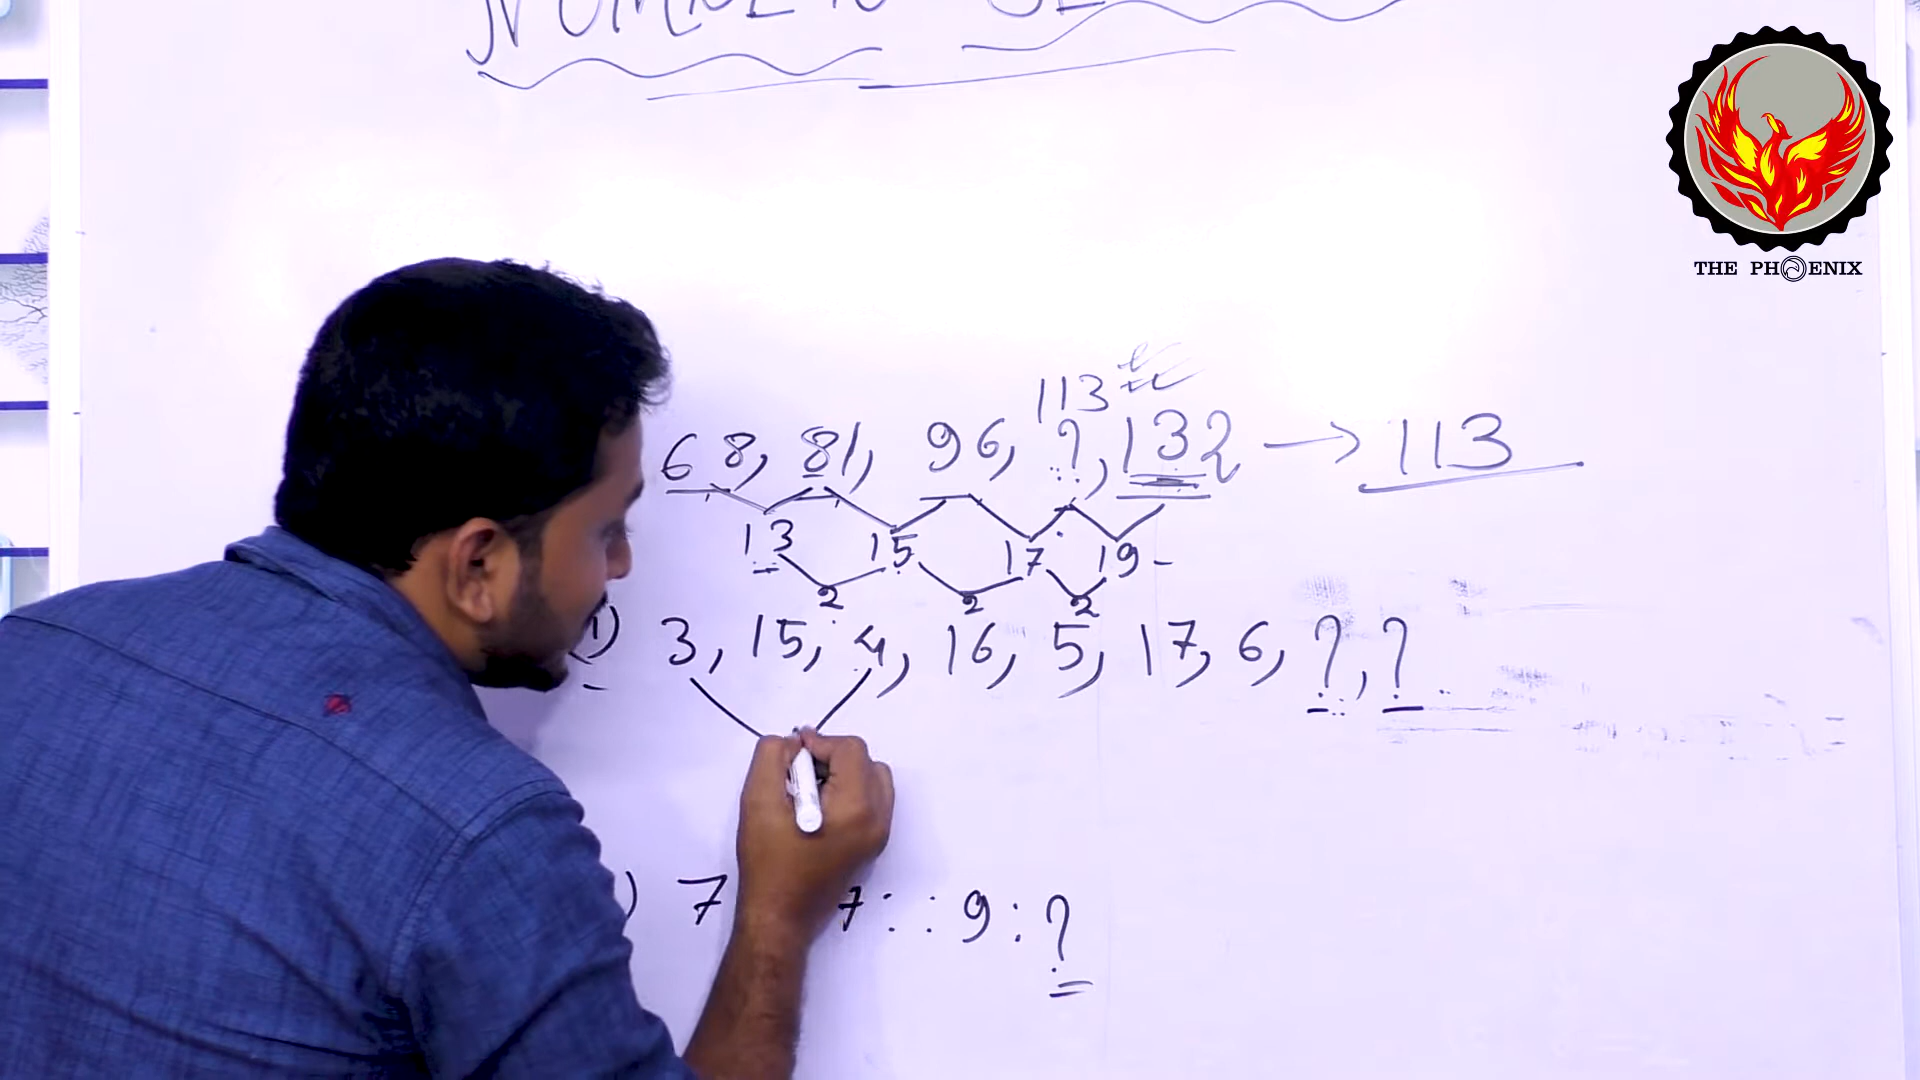 THE PHOENIX
113
68, 81, 96, ?, 132 → 113
13 15 17 19
2 2 2
1) 3, 15, 4, 16, 5, 17, 6, ?, ?
) 7 7 : : 9 : ?